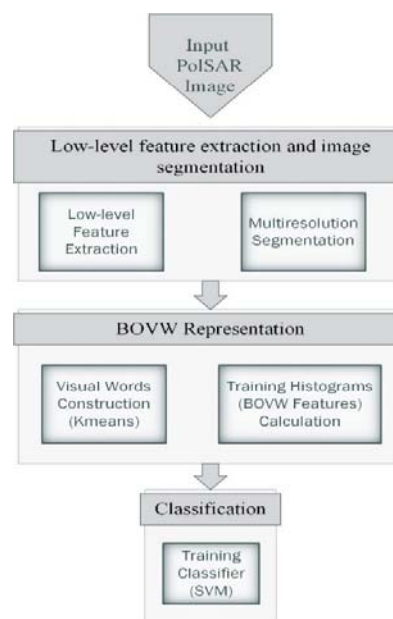 Input
PolSAR
Image
Low-level feature extraction and image
segmentation
Low-level
Feature
Extraction
Multiresolution
Segmentation
BOVW Representation
Visual Words
Construction
(Kmeans)
Training Histograms
(BOVW Features)
Calculation
Classification
Training
Classifier
(SVM)